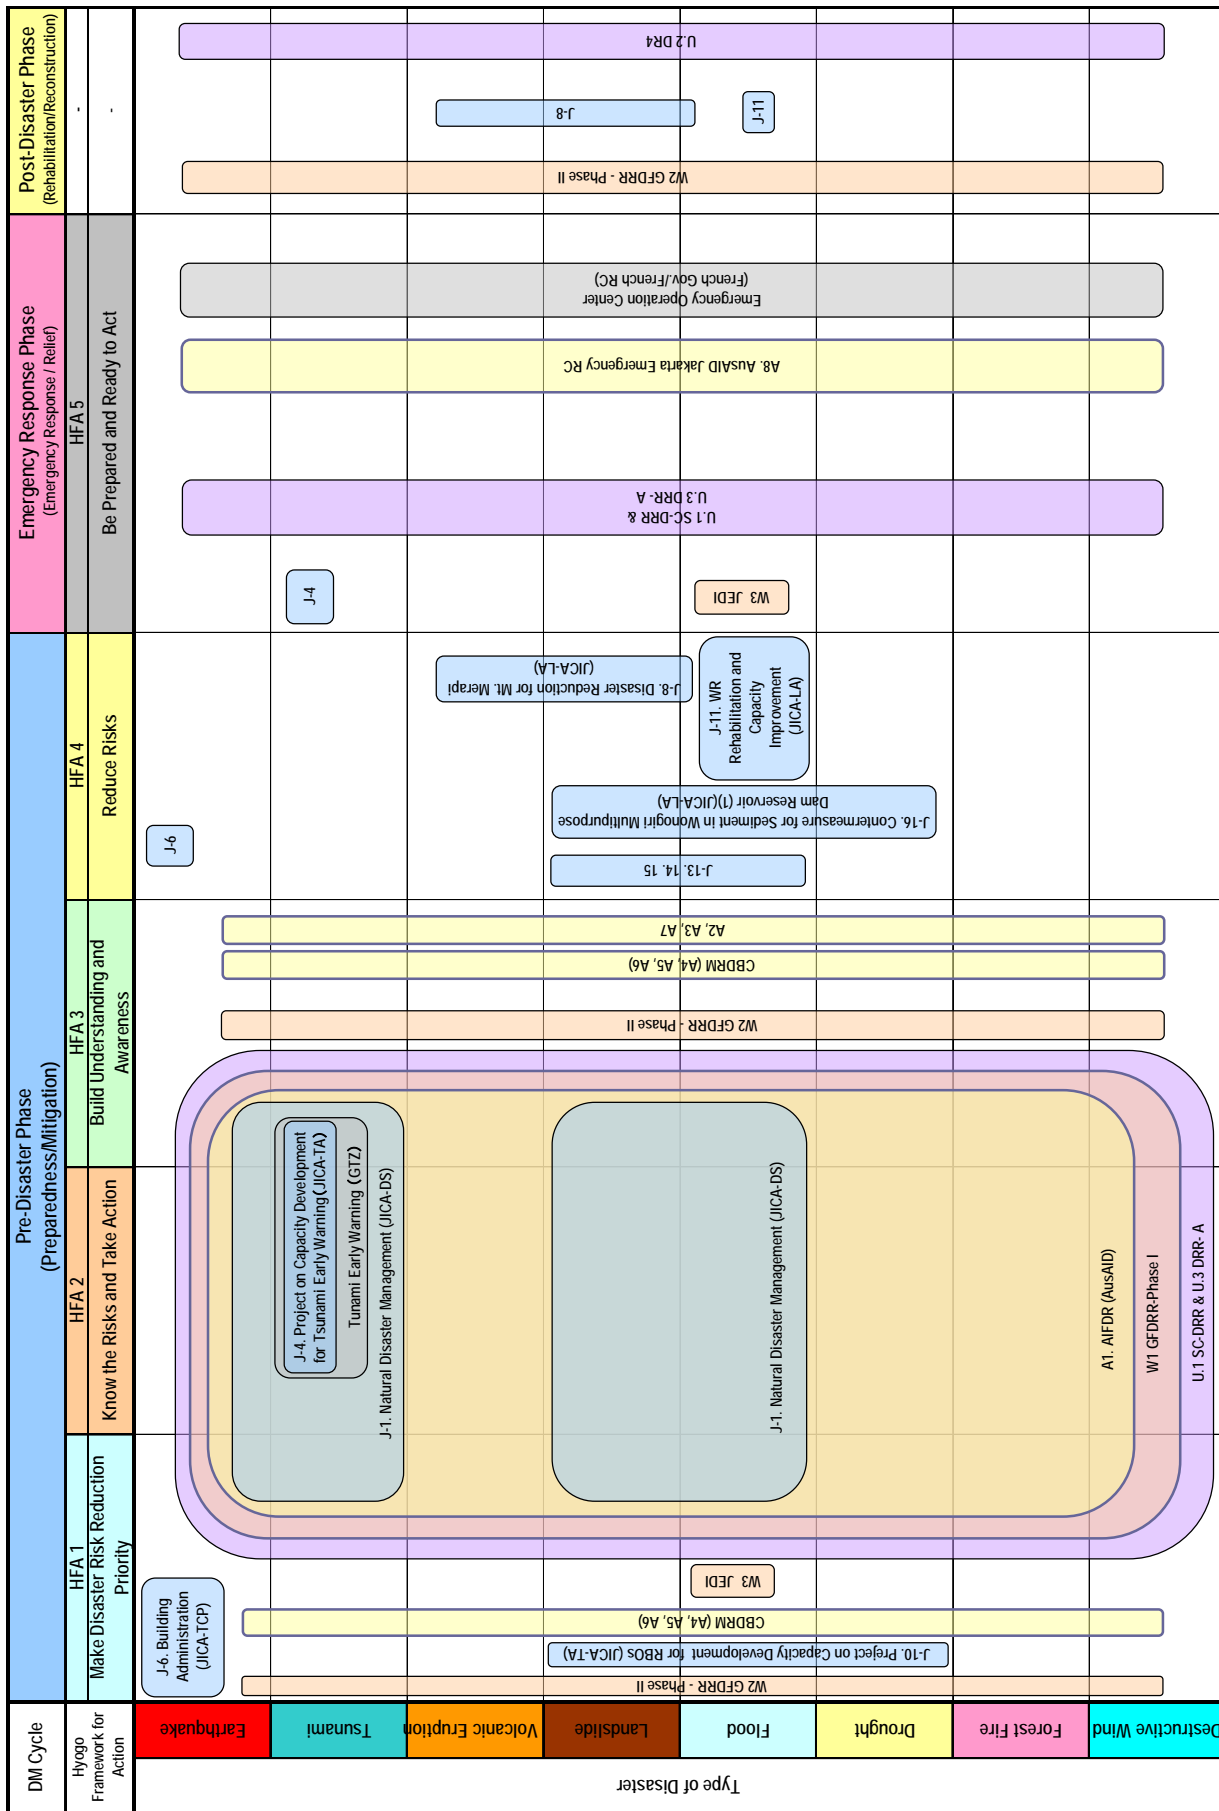 DM Cycle
Pre-Disaster Phase
(Preparedness/Mitigation)
Emergency Response Phase
(Emergency Response / Relief)
Post-Disaster Phase
(Rehabilitation/Reconstruction)
Hyogo
Framework for
Action
HFA 1
HFA 2
HFA 3
HFA 4
HFA 5
-
Make Disaster Risk Reduction
Priority
Know the Risks and Take Action
Build Understanding and
Awareness
Reduce Risks
Be Prepared and Ready to Act
-
Type of Disaster
Earthquake
Tsunami
Volcanic Eruption
Landslide
Flood
Drought
Forest Fire
Destructive Wind
J-6. Building
Administration
(JICA-TCP)
W2 GFDRR - Phase II
J-10. Preject on Capacity Development for RBOs (JICA-TA)
CBDRM (A4, A5, A6)
W3 JEDI
J-4. Project on Capacity Development
for Tsunami Early Warning(JICA-TA)
Tunami Early Warning (GTZ)
J-1. Natural Disaster Management (JICA-DS)
J-1. Natural Disaster Management (JICA-DS)
A1. AIFDR (AusAID)
W1 GFDRR-Phase I
U.1 SC-DRR & U.3 DRR- A
W2 GFDRR - Phase II
CBDRM (A4, A5, A6)
A2, A3, A7
J-6
J-13. 14. 15
J-16. Contermeasure for Sediment in Wonogiri Multipurpose
Dam Reservoir (1)(JICA-LA)
J-8. Disaster Reduction for Mt. Merapi
(JICA-LA)
J-11. WR
Rehabilitation and
Capacity
Improvement
(JICA-LA)
J-4
W3 JEDI
U.1 SC-DRR &
U.3 DRR- A
A8. AusAID Jakarta Emergency RC
Emergency Operation Center
(French Gov./French RC)
W2 GFDRR - Phase II
J-8
J-11
U.2 DR4